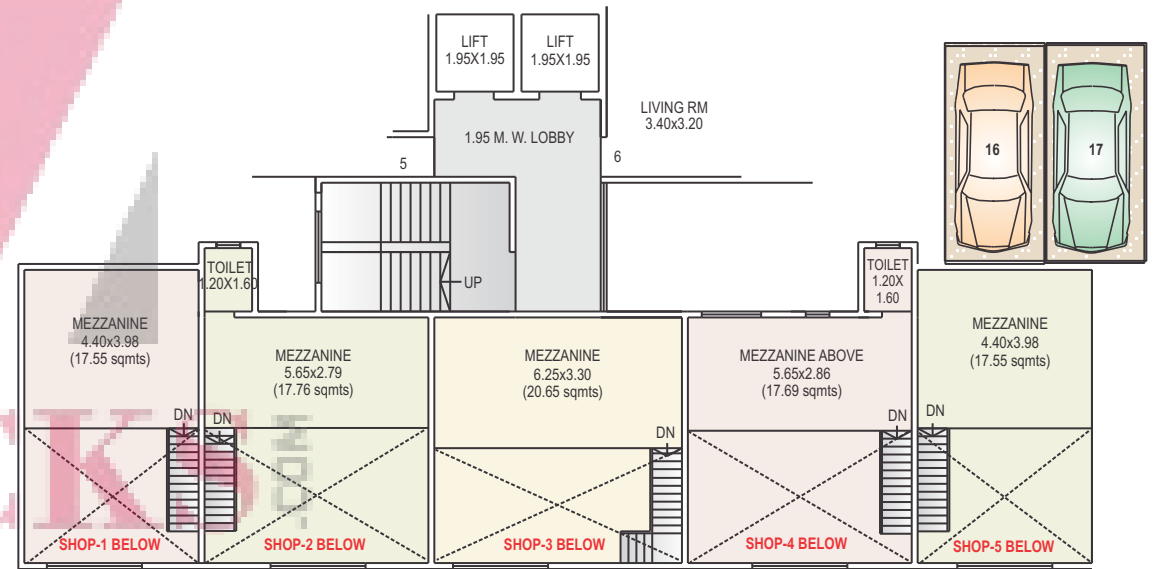 LIFT
1.95X1.95
LIFT
1.95X1.95
LIVING RM
3.40x3.20
1.95 M. W. LOBBY
5
6
16
17
UP
TOILET
1.20X1.60
TOILET
1.20X
1.60
MEZZANINE
4.40x3.98
(17.55 sqmts)
MEZZANINE
5.65x2.79
(17.76 sqmts)
MEZZANINE
6.25x3.30
(20.65 sqmts)
MEZZANINE ABOVE
5.65x2.86
(17.69 sqmts)
MEZZANINE
4.40x3.98
(17.55 sqmts)
DN
DN
DN
DN
DN
CKS
.COM
SHOP-1 BELOW
SHOP-2 BELOW
SHOP-3 BELOW
SHOP-4 BELOW
SHOP-5 BELOW